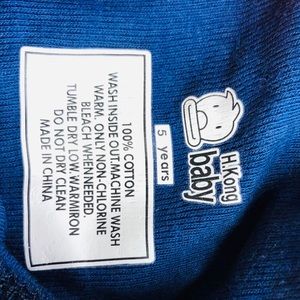 H.Kong
baby
5 years
100% COTTON
WASH INSIDE OUT.MACHINE WASH
WARM. ONLY NON-CHLORINE
BLEACH WHEN NEEDED.
TUMBLE DRY LOW.WARM IRON
DO NOT DRY CLEAN
MADE IN CHINA